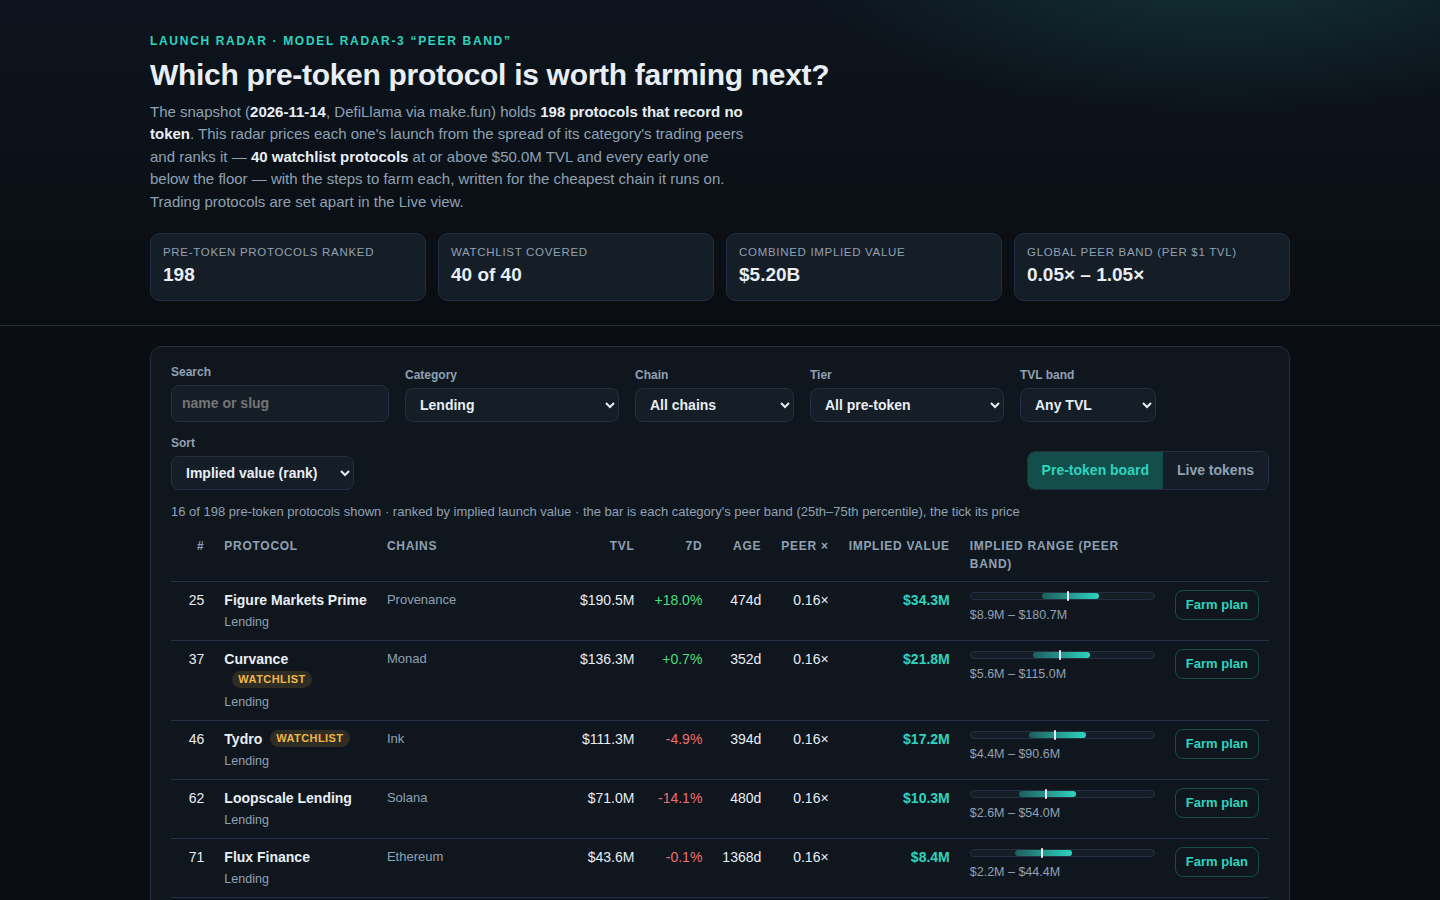 LAUNCH RADAR · MODEL RADAR-3 “PEER BAND”
Which pre-token protocol is worth farming next?
The snapshot (2026-11-14, DefiLlama via make.fun) holds 198 protocols that record no
token. This radar prices each one's launch from the spread of its category's trading peers
and ranks it — 40 watchlist protocols at or above $50.0M TVL and every early one
below the floor — with the steps to farm each, written for the cheapest chain it runs on.
Trading protocols are set apart in the Live view.
PRE-TOKEN PROTOCOLS RANKED
198
WATCHLIST COVERED
40 of 40
COMBINED IMPLIED VALUE
$5.20B
GLOBAL PEER BAND (PER $1 TVL)
0.05× – 1.05×
Search
name or slug
Category
Lending
Chain
All chains
Tier
All pre-token
TVL band
Any TVL
Sort
Implied value (rank)
Pre-token board Live tokens
16 of 198 pre-token protocols shown · ranked by implied launch value · the bar is each category's peer band (25th–75th percentile), the tick its price
# PROTOCOL CHAINS TVL 7D AGE PEER × IMPLIED VALUE IMPLIED RANGE (PEER
BAND)
25 Figure Markets Prime Provenance $190.5M +18.0% 474d 0.16× $34.3M $8.9M – $180.7M Farm plan
Lending
37 Curvance Monad $136.3M +0.7% 352d 0.16× $21.8M $5.6M – $115.0M Farm plan
WATCHLIST
Lending
46 Tydro WATCHLIST Ink $111.3M -4.9% 394d 0.16× $17.2M $4.4M – $90.6M Farm plan
Lending
62 Loopscale Lending Solana $71.0M -14.1% 480d 0.16× $10.3M $2.6M – $54.0M Farm plan
Lending
71 Flux Finance Ethereum $43.6M -0.1% 1368d 0.16× $8.4M $2.2M – $44.4M Farm plan
Lending